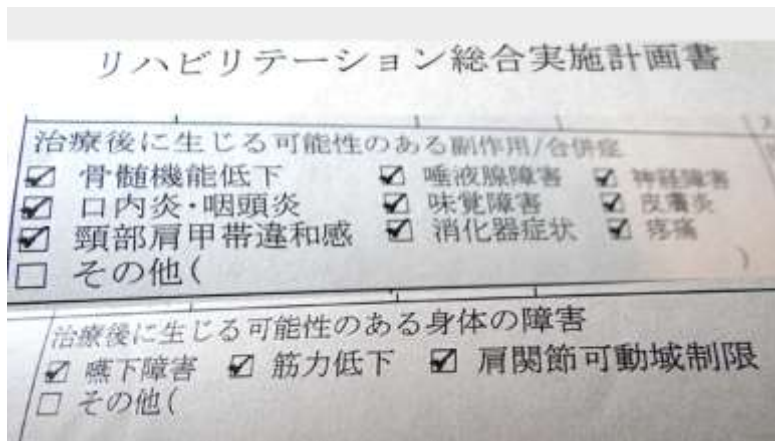 リハビリテーション総合実施計画書
治療後に生じる可能性のある副作用/合併症
☑ 骨髄機能低下 ☑ 唾液腺障害 ☑ 神経障害
☑ 口内炎・咽頭炎 ☑ 味覚障害 ☑ 皮膚炎
☑ 頸部肩甲帯違和感 ☑ 消化器症状 ☑ 疼痛
☐ その他( )
治療後に生じる可能性のある身体の障害
☑ 嚥下障害 ☑ 筋力低下 ☑ 肩関節可動域制限
☐ その他(